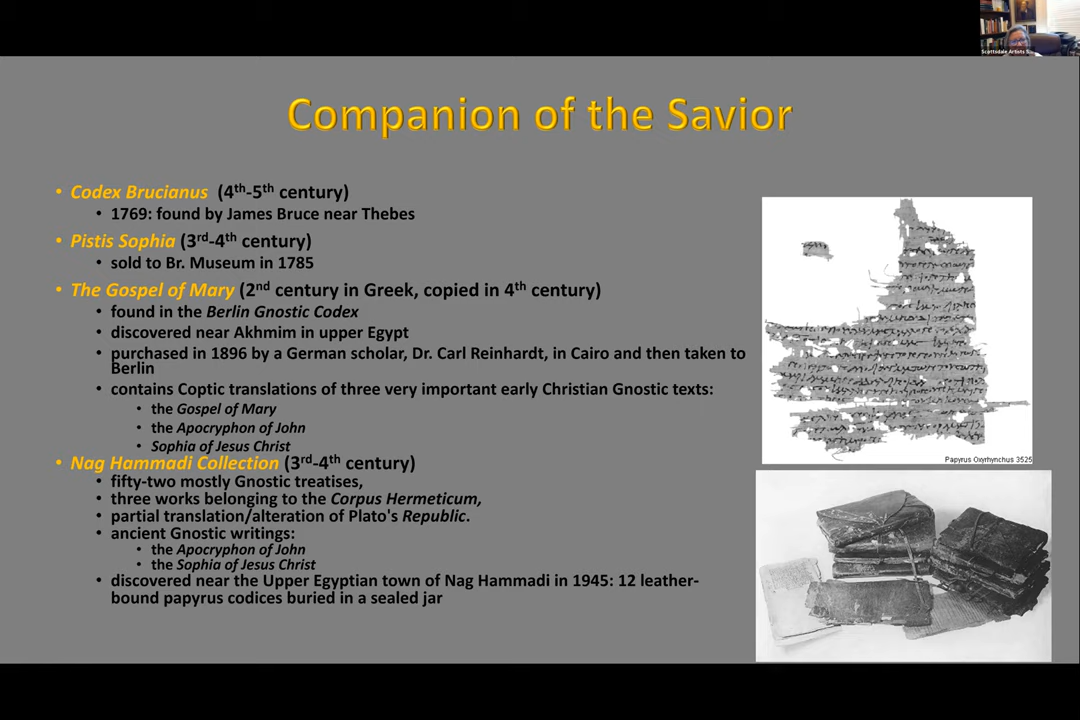 Scottsdale Artists S...
Companion of the Savior
• Codex Brucianus (4th-5th century)
• 1769: found by James Bruce near Thebes
• Pistis Sophia (3rd-4th century)
• sold to Br. Museum in 1785
• The Gospel of Mary (2nd century in Greek, copied in 4th century)
• found in the Berlin Gnostic Codex
• discovered near Akhmim in upper Egypt
• purchased in 1896 by a German scholar, Dr. Carl Reinhardt, in Cairo and then taken to
Berlin
• contains Coptic translations of three very important early Christian Gnostic texts:
• the Gospel of Mary
• the Apocryphon of John
• Sophia of Jesus Christ
• Nag Hammadi Collection (3rd-4th century)
• fifty-two mostly Gnostic treatises,
• three works belonging to the Corpus Hermeticum,
• partial translation/alteration of Plato's Republic.
• ancient Gnostic writings:
• the Apocryphon of John
• the Sophia of Jesus Christ
• discovered near the Upper Egyptian town of Nag Hammadi in 1945: 12 leather-
bound papyrus codices buried in a sealed jar
Papyrus Oxyrhynchus 3525